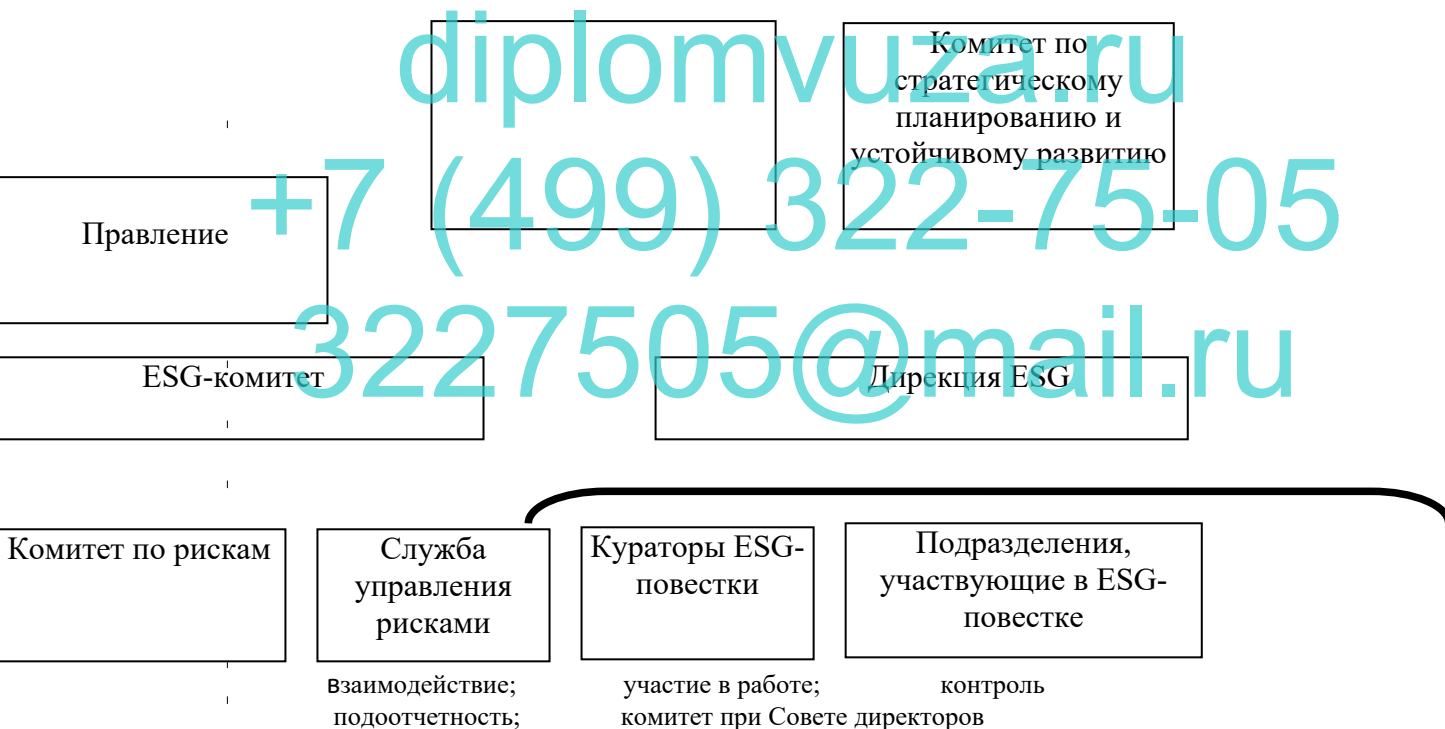 diplomvuza.ru
+7 (499) 322-75-05
3227505@mail.ru
Комитет по
стратегическому
планированию и
устойчивому развитию
Правление
ESG-комитет
Дирекция ESG
Комитет по рискам
Служба
управления
рисками
Кураторы ESG-
повестки
Подразделения,
участвующие в ESG-
повестке
взаимодействие; участие в работе; контроль
подоотчетность; комитет при Совете директоров